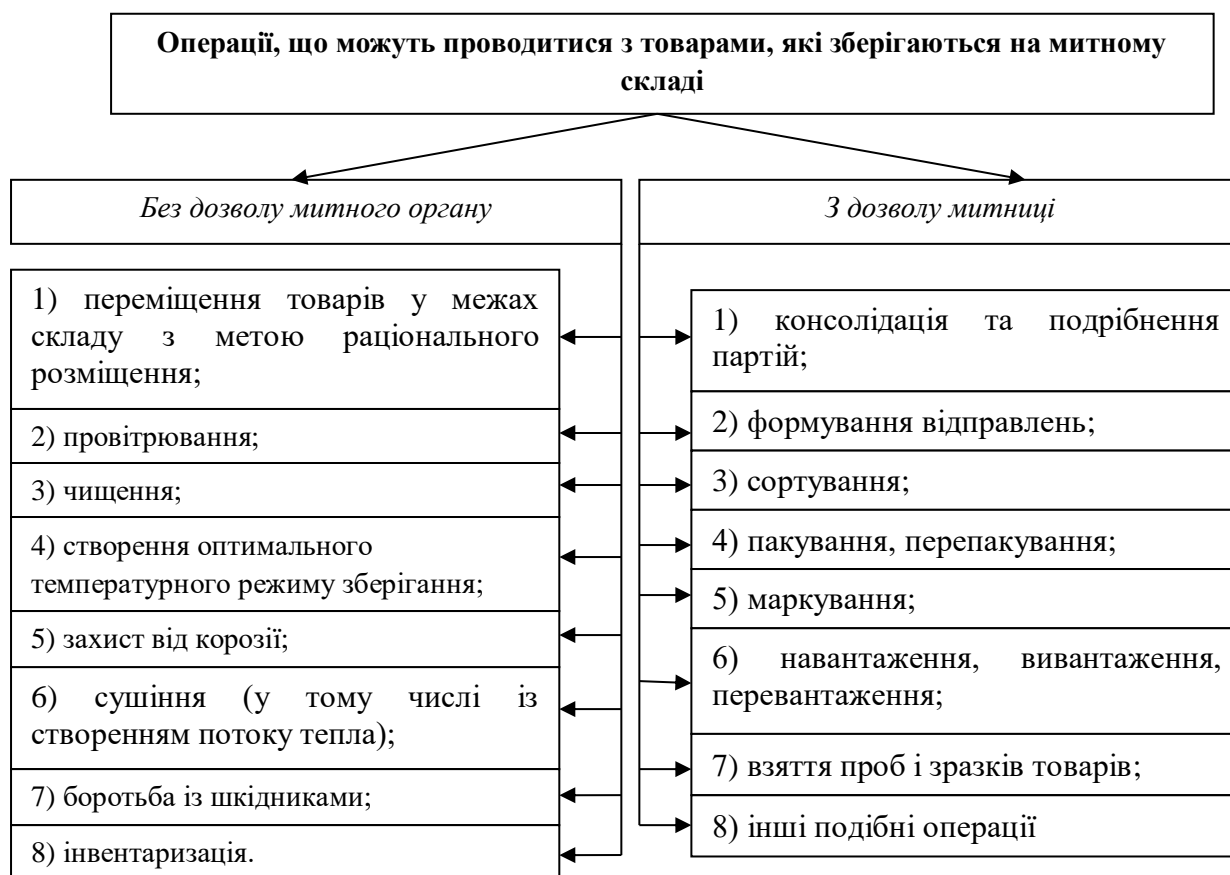 Операції, що можуть проводитися з товарами, які зберігаються на митному
складі
Без дозволу митного органу
1) переміщення товарів у межах
складу з метою раціонального
розміщення;
2) провітрювання;
3) чищення;
4) створення оптимального
температурного режиму зберігання;
5) захист від корозії;
6) сушіння (у тому числі із
створенням потоку тепла);
7) боротьба із шкідниками;
8) інвентаризація.
З дозволу митниці
1) консолідація та подрібнення
партій;
2) формування відправлень;
3) сортування;
4) пакування, перепакування;
5) маркування;
6) навантаження, вивантаження,
перевантаження;
7) взяття проб і зразків товарів;
8) інші подібні операції